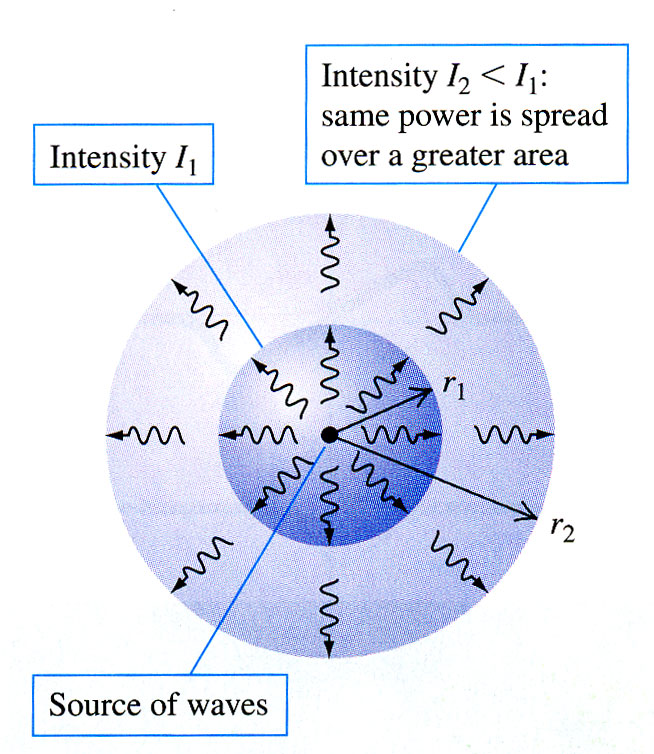 Intensity I₂ < I₁:
same power is spread
over a greater area
Intensity I₁
r₁
r₂
Source of waves